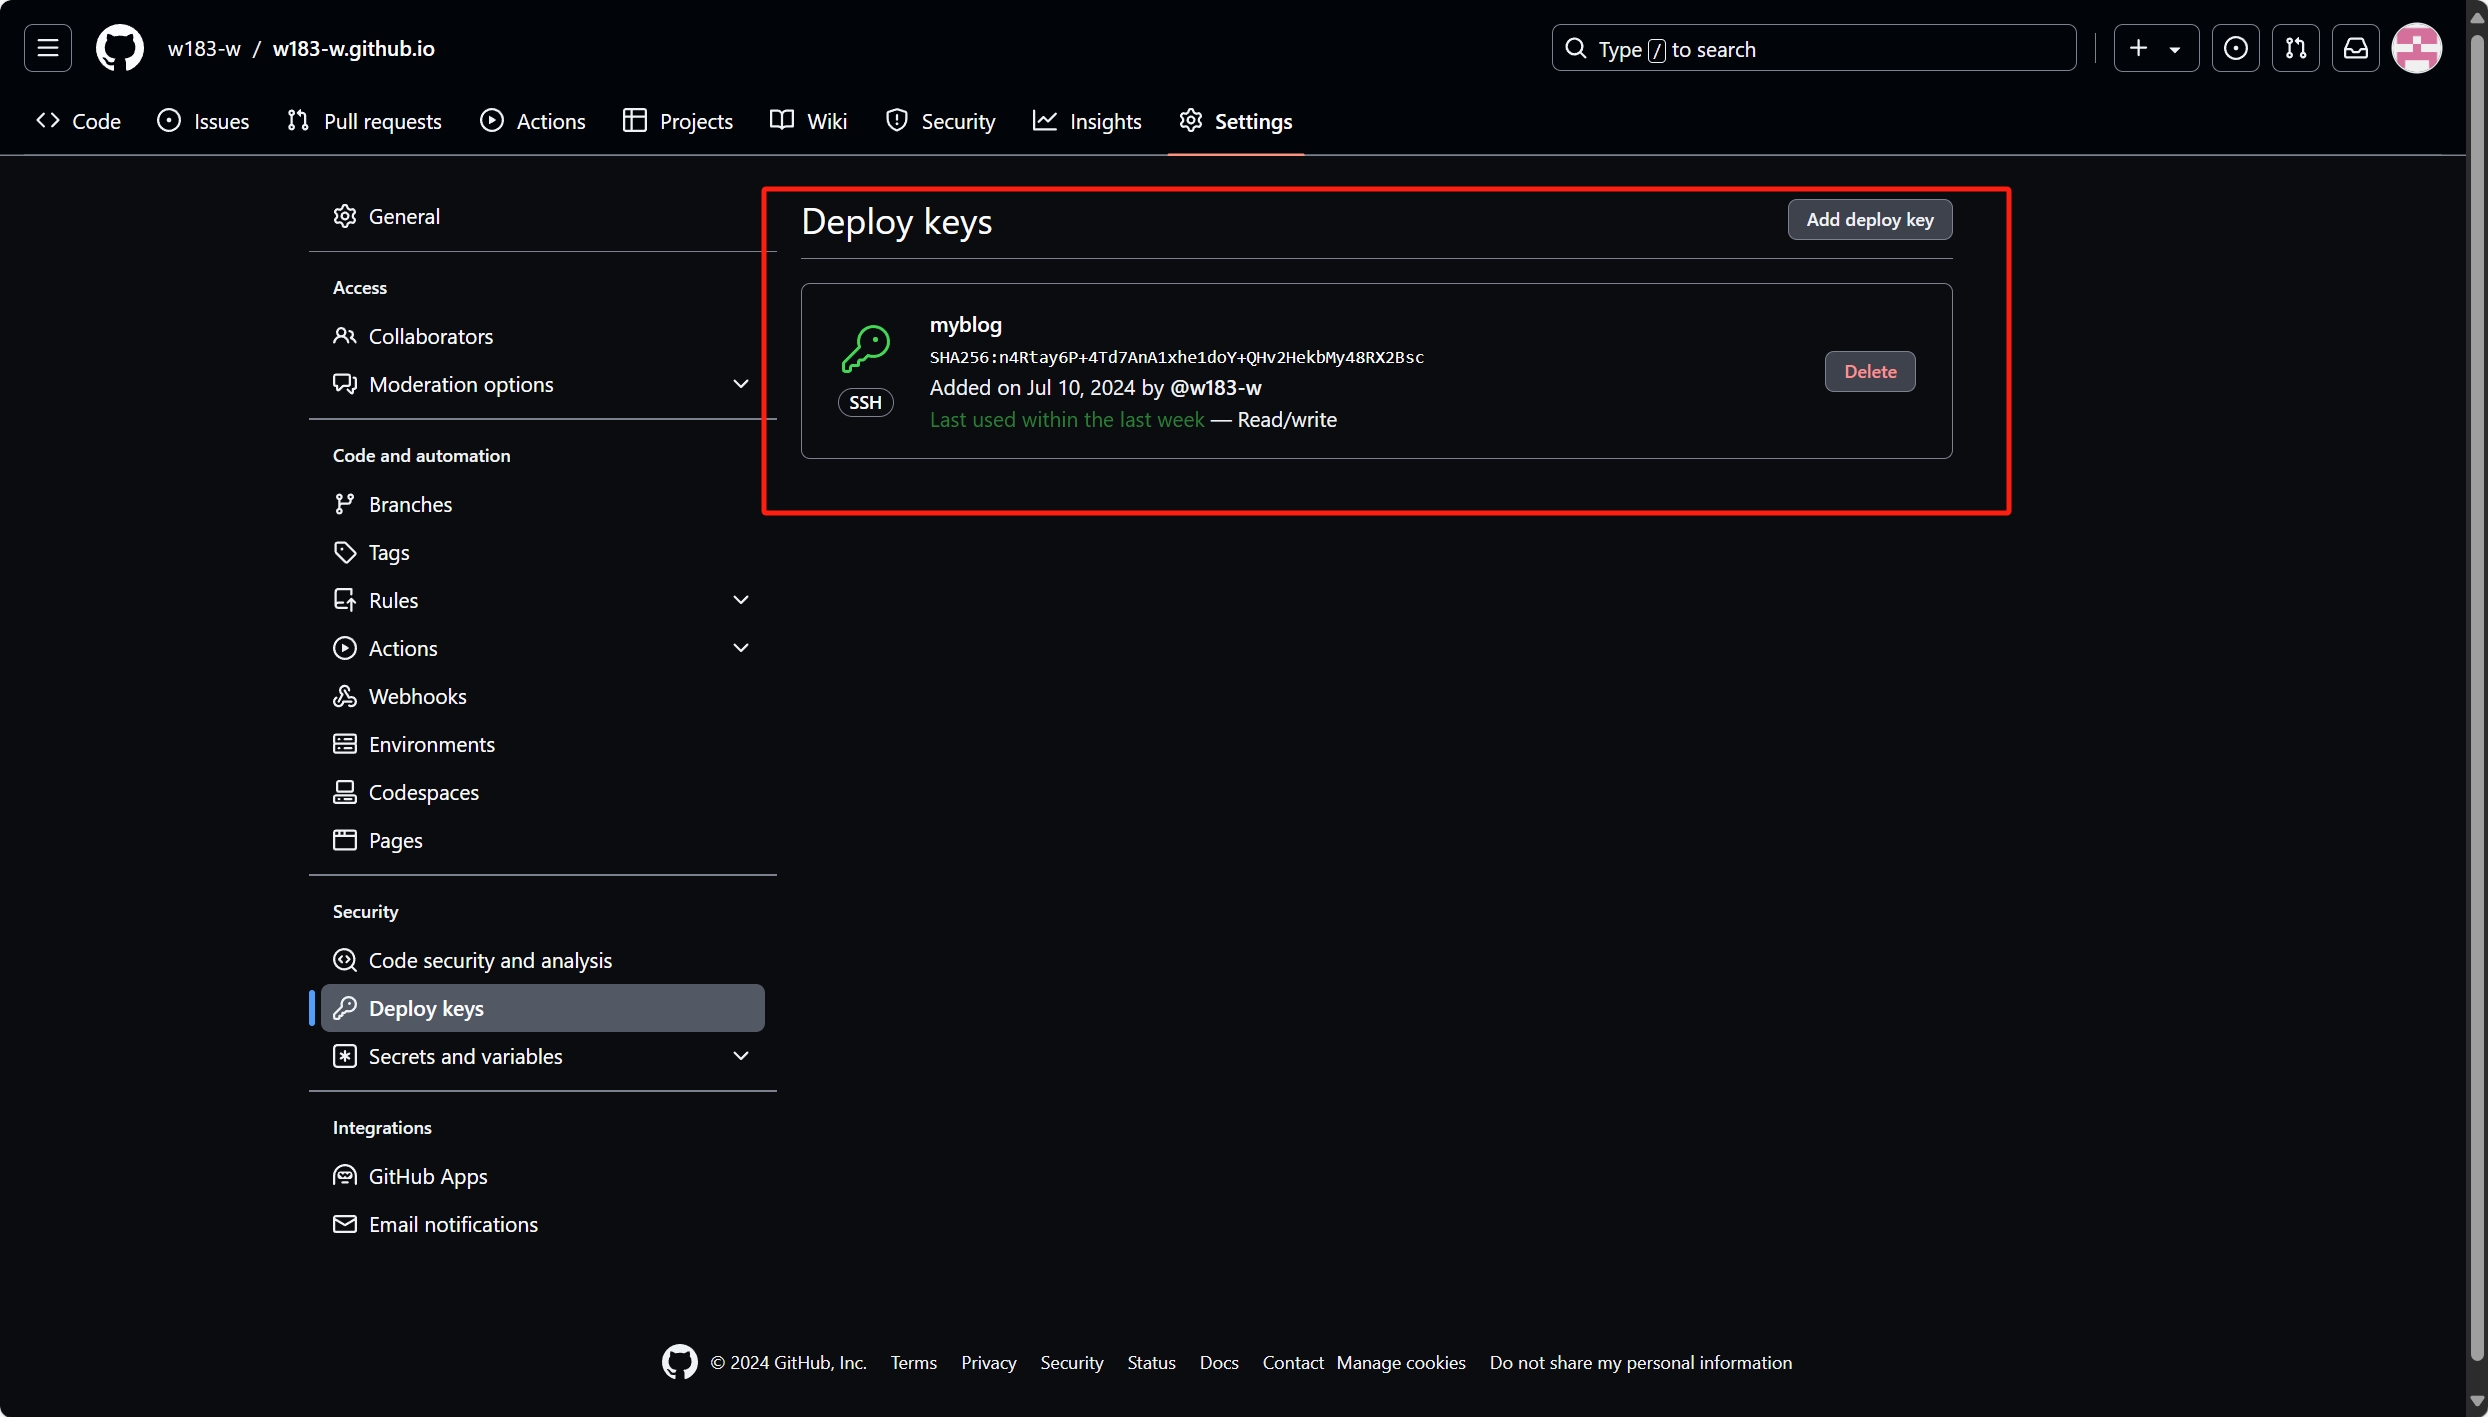 w183-w / w183-w.github.io
Type / to search
Code Issues Pull requests Actions Projects Wiki Security Insights Settings
General
Access
Collaborators
Moderation options
Code and automation
Branches
Tags
Rules
Actions
Webhooks
Environments
Codespaces
Pages
Security
Code security and analysis
Deploy keys
Secrets and variables
Integrations
GitHub Apps
Email notifications
Deploy keys
Add deploy key
myblog
SHA256:n4Rtay6P+4Td7AnA1xhe1doY+QHv2HekbMy48RX2Bsc
Added on Jul 10, 2024 by @w183-w
Last used within the last week — Read/write
SSH
Delete
© 2024 GitHub, Inc. Terms Privacy Security Status Docs Contact Manage cookies Do not share my personal information